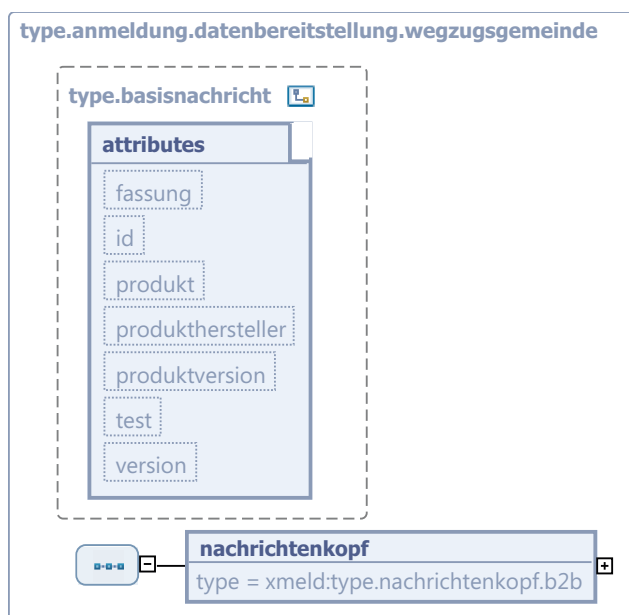 type.anmeldung.datenbereitstellung.wegzugsgemeinde
type.basisnachricht
attributes
fassung
id
produkt
produkthersteller
produktversion
test
version
nachrichtenkopf
type = xmeld:type.nachrichtenkopf.b2b